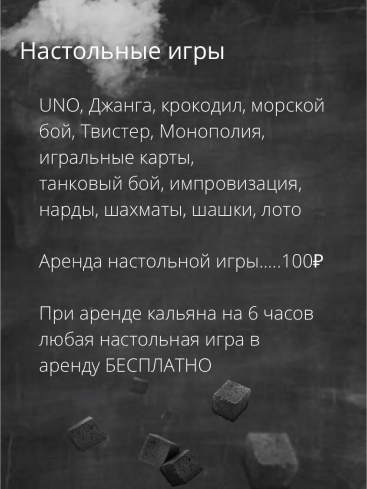 Настольные игры
UNO, Джанга, крокодил, морской
бой, Твистер, Монополия,
игральные карты,
танковый бой, импровизация,
нарды, шахматы, шашки, лото
Аренда настольной игры.....100₽
При аренде кальяна на 6 часов
любая настольная игра в
аренду БЕСПЛАТНО